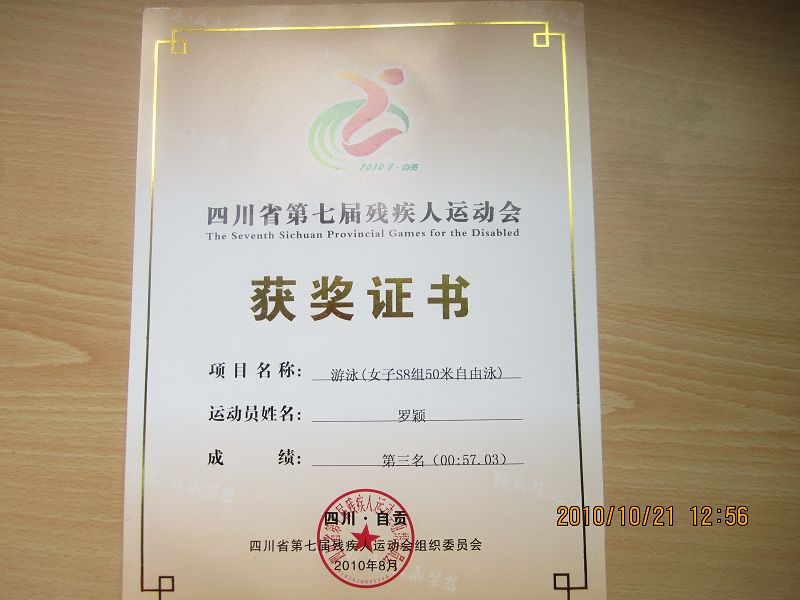 2010.8·自贡
四川省第七届残疾人运动会
The Seventh Sichuan Provincial Games for the Disabled
获奖证书
项目名称: 游泳(女子S8组50米自由泳)
运动员姓名: 罗颖
成绩: 第三名(00:57.03)
四川·自贡
四川省第七届残疾人运动会组织委员会
2010年8月
2010/10/21 12:56